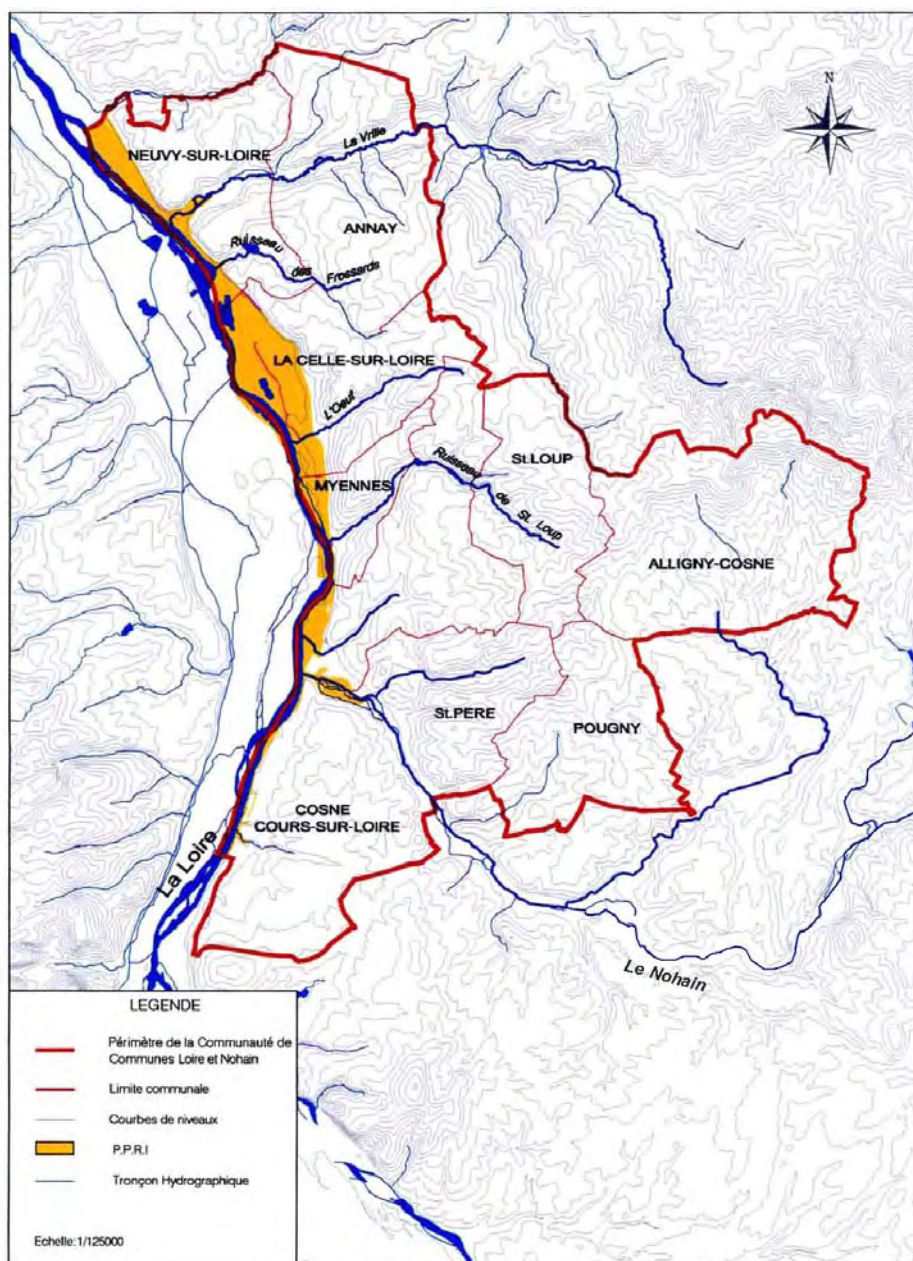 N
La Vrille
NEUVY-SUR-LOIRE
ANNAY
Ruisseau
des Frossards
LA CELLE-SUR-LOIRE
L'Oeuf
St.LOUP
Ruisseau
MYENNES
de St. Loup
ALLIGNY-COSNE
St.PERE
POUGNY
COSNE
COURS-SUR-LOIRE
La Loire
Le Nohain
LEGENDE
Périmètre de la Communauté de
Communes Loire et Nohain
Limite communale
Courbes de niveaux
P.P.R.I
Tronçon Hydrographique
Echelle:1/125000